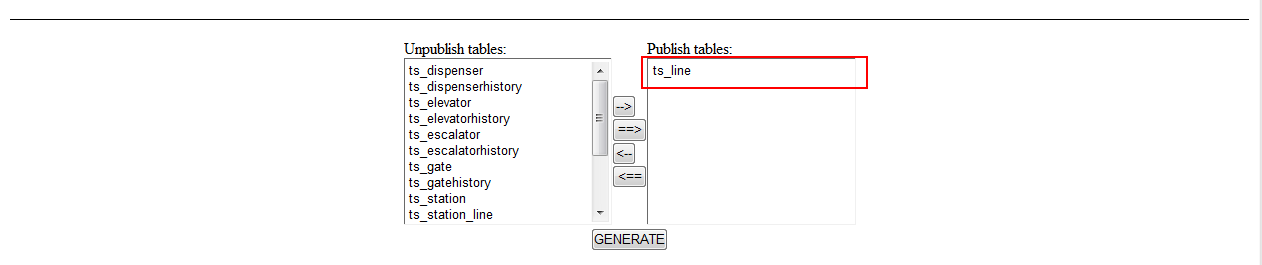 Unpublish tables:
Publish tables:
ts_dispenser
ts_dispenserhistory
ts_elevator
ts_elevatorhistory
ts_escalator
ts_escalatorhistory
ts_gate
ts_gatehistory
ts_station
ts_station_line
-->
==>
<--
<==
ts_line
GENERATE